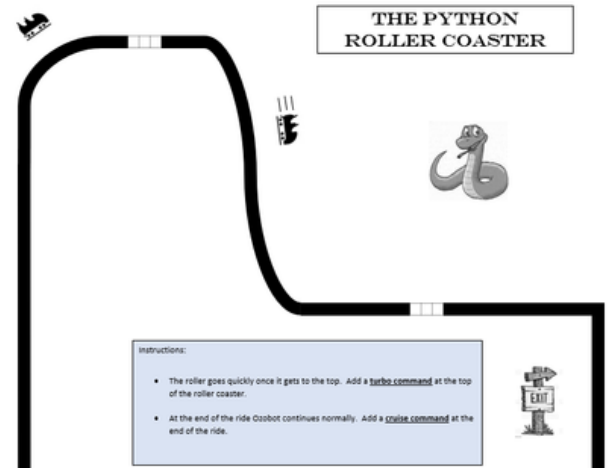 THE PYTHON
ROLLER COASTER
Instructions:
• The roller goes quickly once it gets to the top. Add a turbo command at the top
of the roller coaster.
• At the end of the ride Ozobot continues normally. Add a cruise command at the
end of the ride.
EXIT